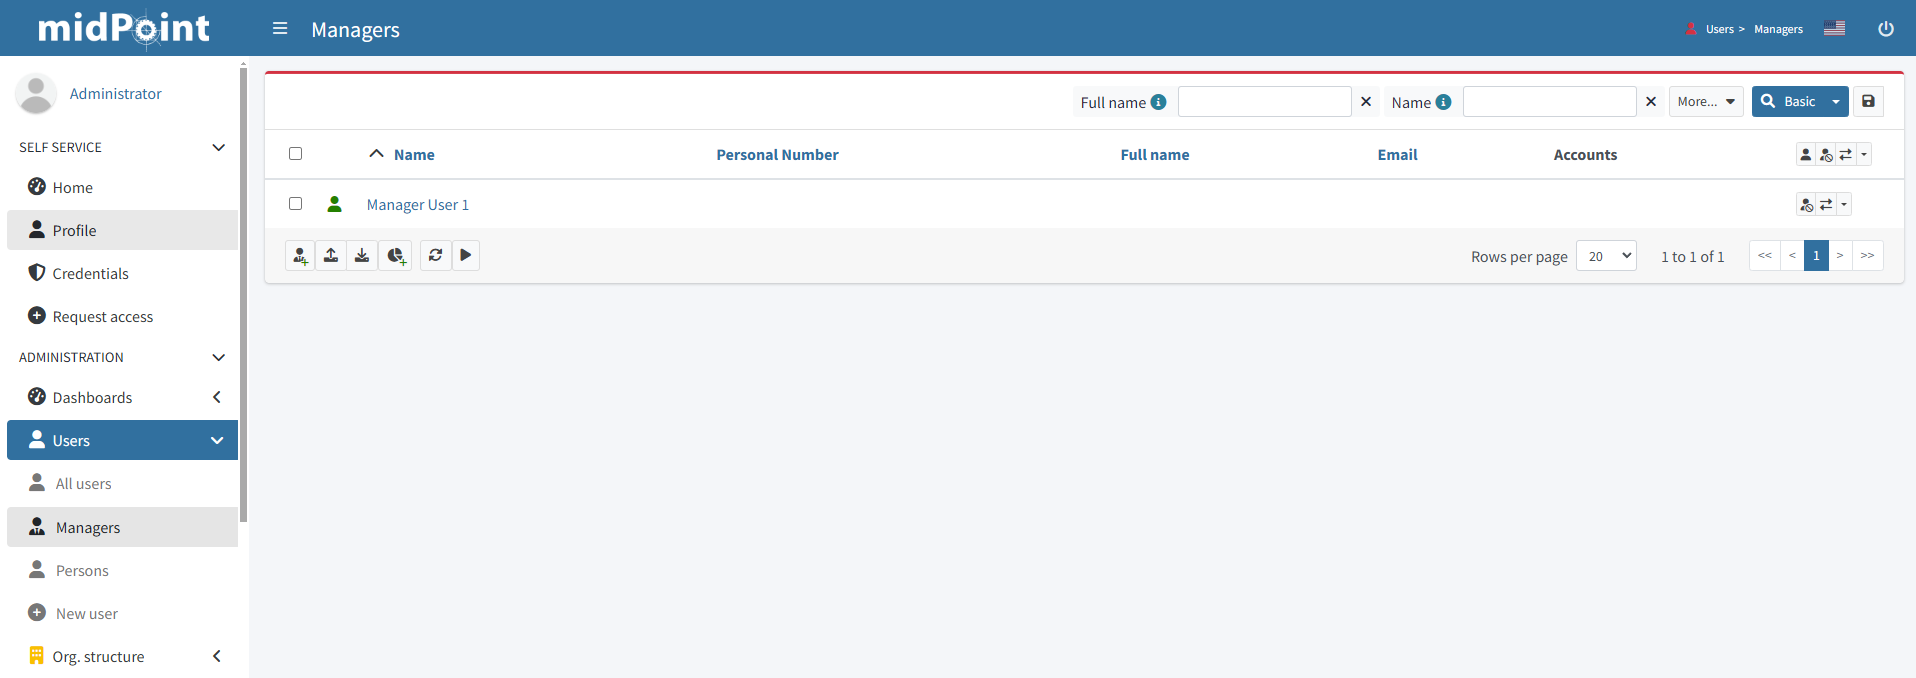 midPoint
Managers
Users > Managers
Administrator
SELF SERVICE
Home
Profile
Credentials
Request access
ADMINISTRATION
Dashboards
Users
All users
Managers
Persons
New user
Org. structure
Full name
Name
More...
Basic
Name Personal Number Full name Email Accounts
Manager User 1
Rows per page 20 1 to 1 of 1 << < 1 > >>